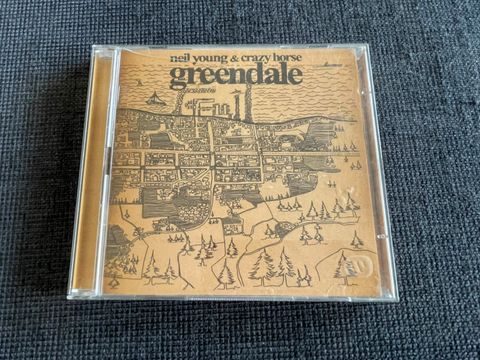 neil young & crazy horse
greendale